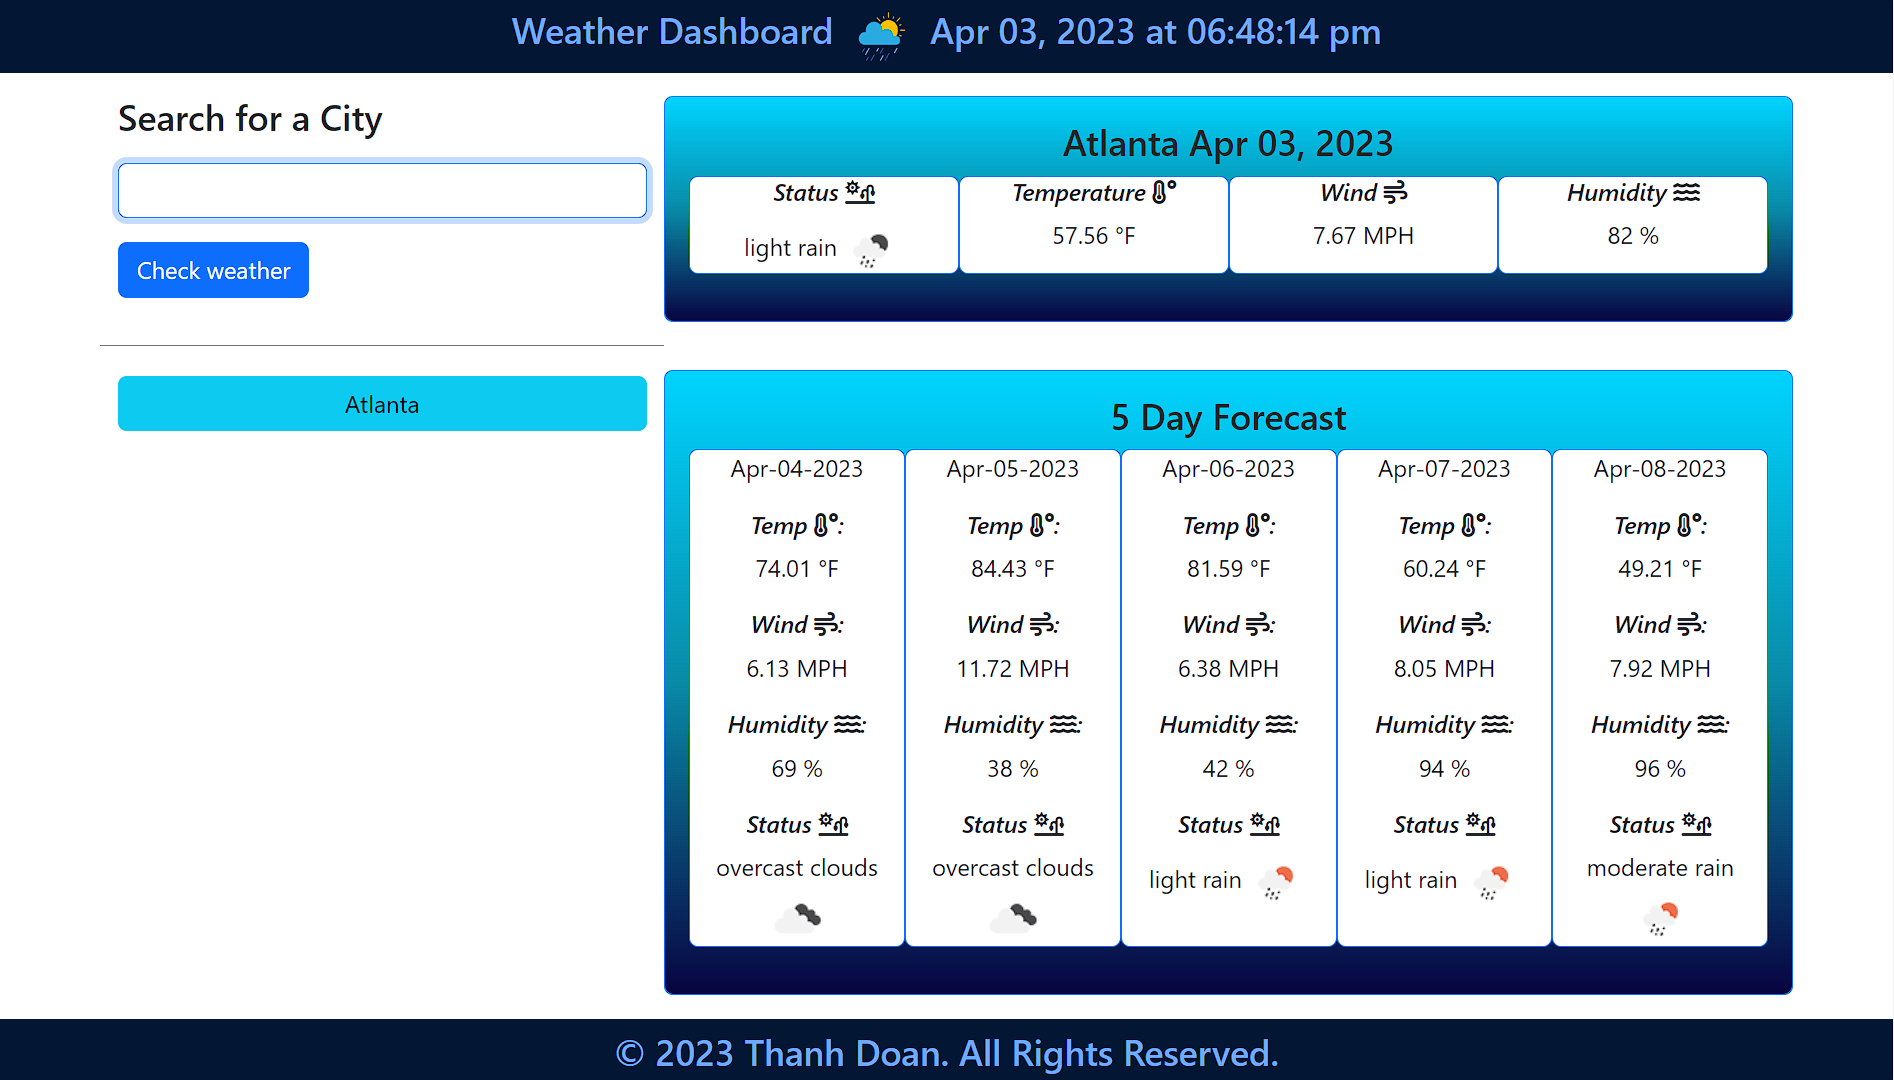 Weather Dashboard Apr 03, 2023 at 06:48:14 pm
Search for a City
Check weather
Atlanta
Atlanta Apr 03, 2023
Status Temperature Wind Humidity
light rain 57.56 °F 7.67 MPH 82 %
5 Day Forecast
Apr-04-2023 Apr-05-2023 Apr-06-2023 Apr-07-2023 Apr-08-2023
Temp : Temp : Temp : Temp : Temp :
74.01 °F 84.43 °F 81.59 °F 60.24 °F 49.21 °F
Wind : Wind : Wind : Wind : Wind :
6.13 MPH 11.72 MPH 6.38 MPH 8.05 MPH 7.92 MPH
Humidity : Humidity : Humidity : Humidity : Humidity :
69 % 38 % 42 % 94 % 96 %
Status Status Status Status Status
overcast clouds overcast clouds light rain light rain moderate rain
© 2023 Thanh Doan. All Rights Reserved.